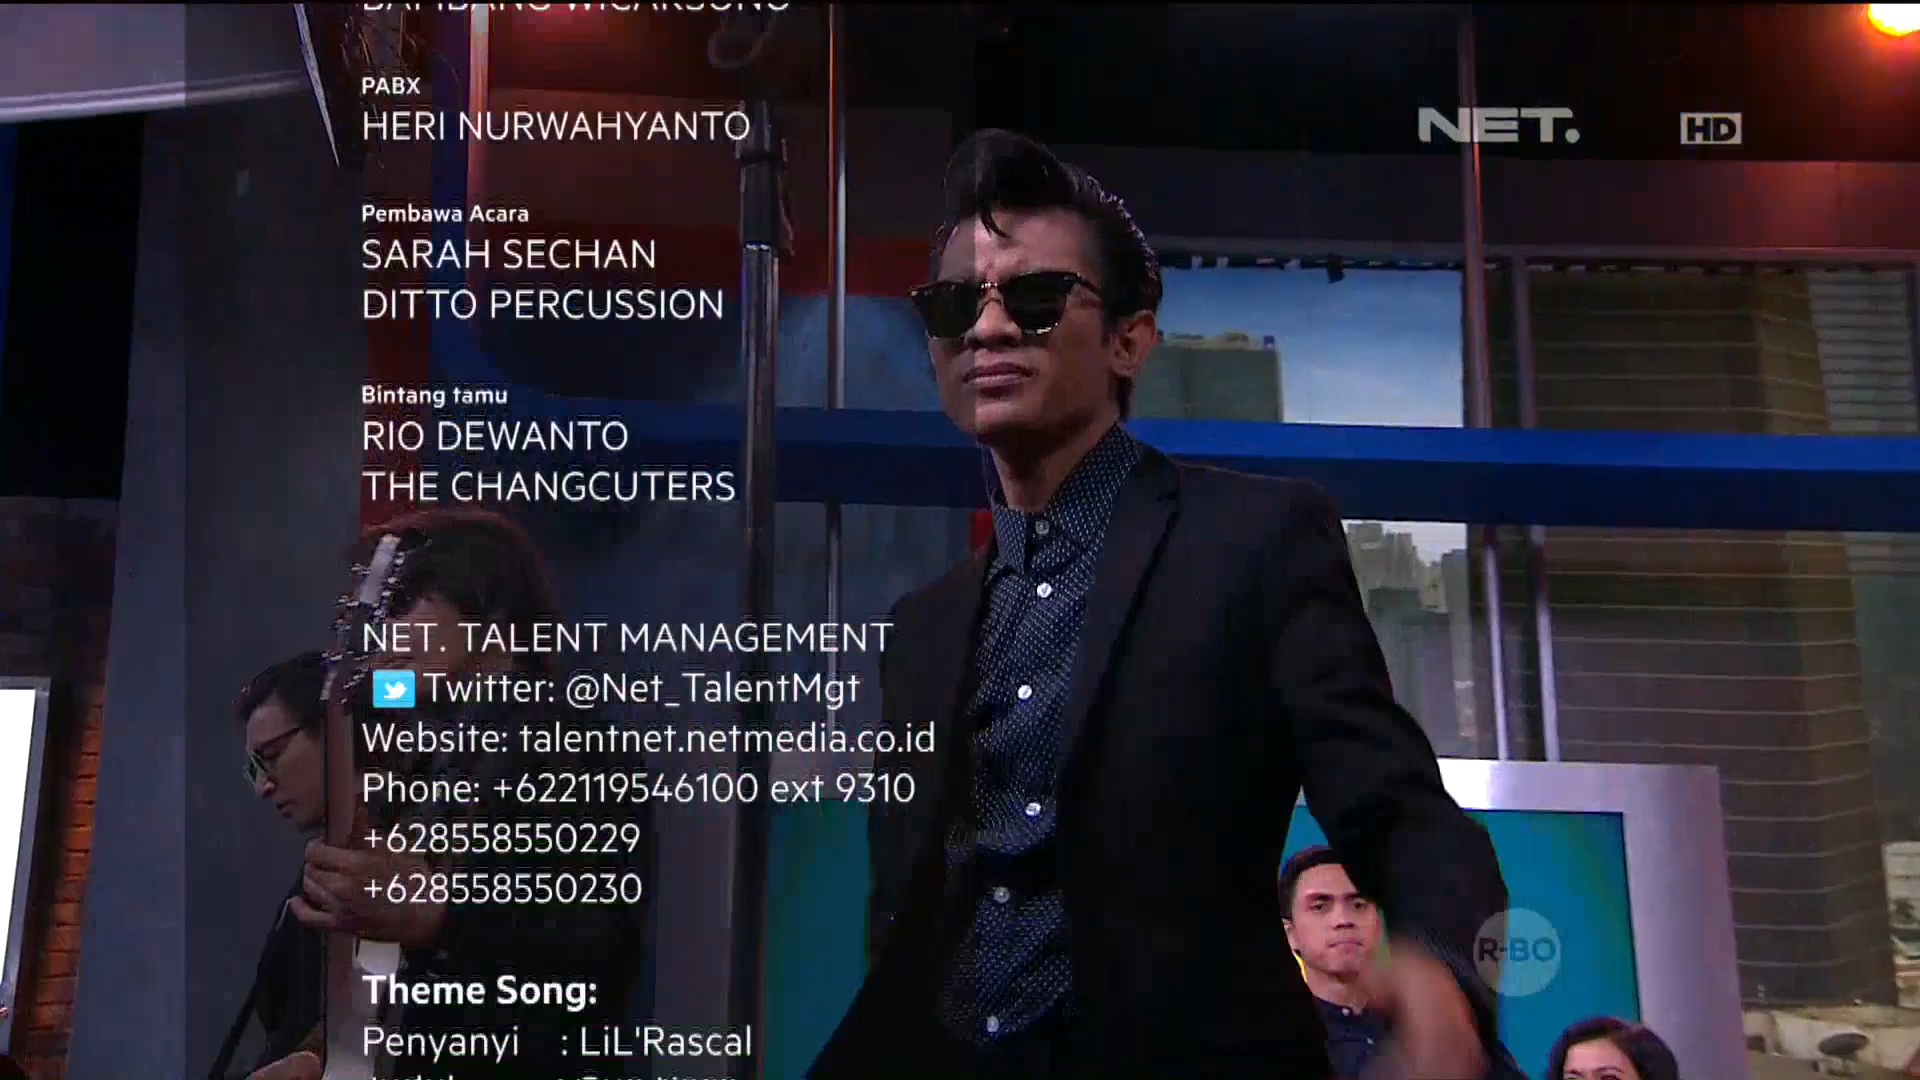 BAMBANG WICAKSONO
PABX
HERI NURWAHYANTO
NET.
HD
Pembawa Acara
SARAH SECHAN
DITTO PERCUSSION
Bintang tamu
RIO DEWANTO
THE CHANGCUTERS
NET. TALENT MANAGEMENT
Twitter: @Net_TalentMgt
Website: talentnet.netmedia.co.id
Phone: +622119546100 ext 9310
+628558550229
+628558550230
R-BO
Theme Song:
Penyanyi : LiL'Rascal